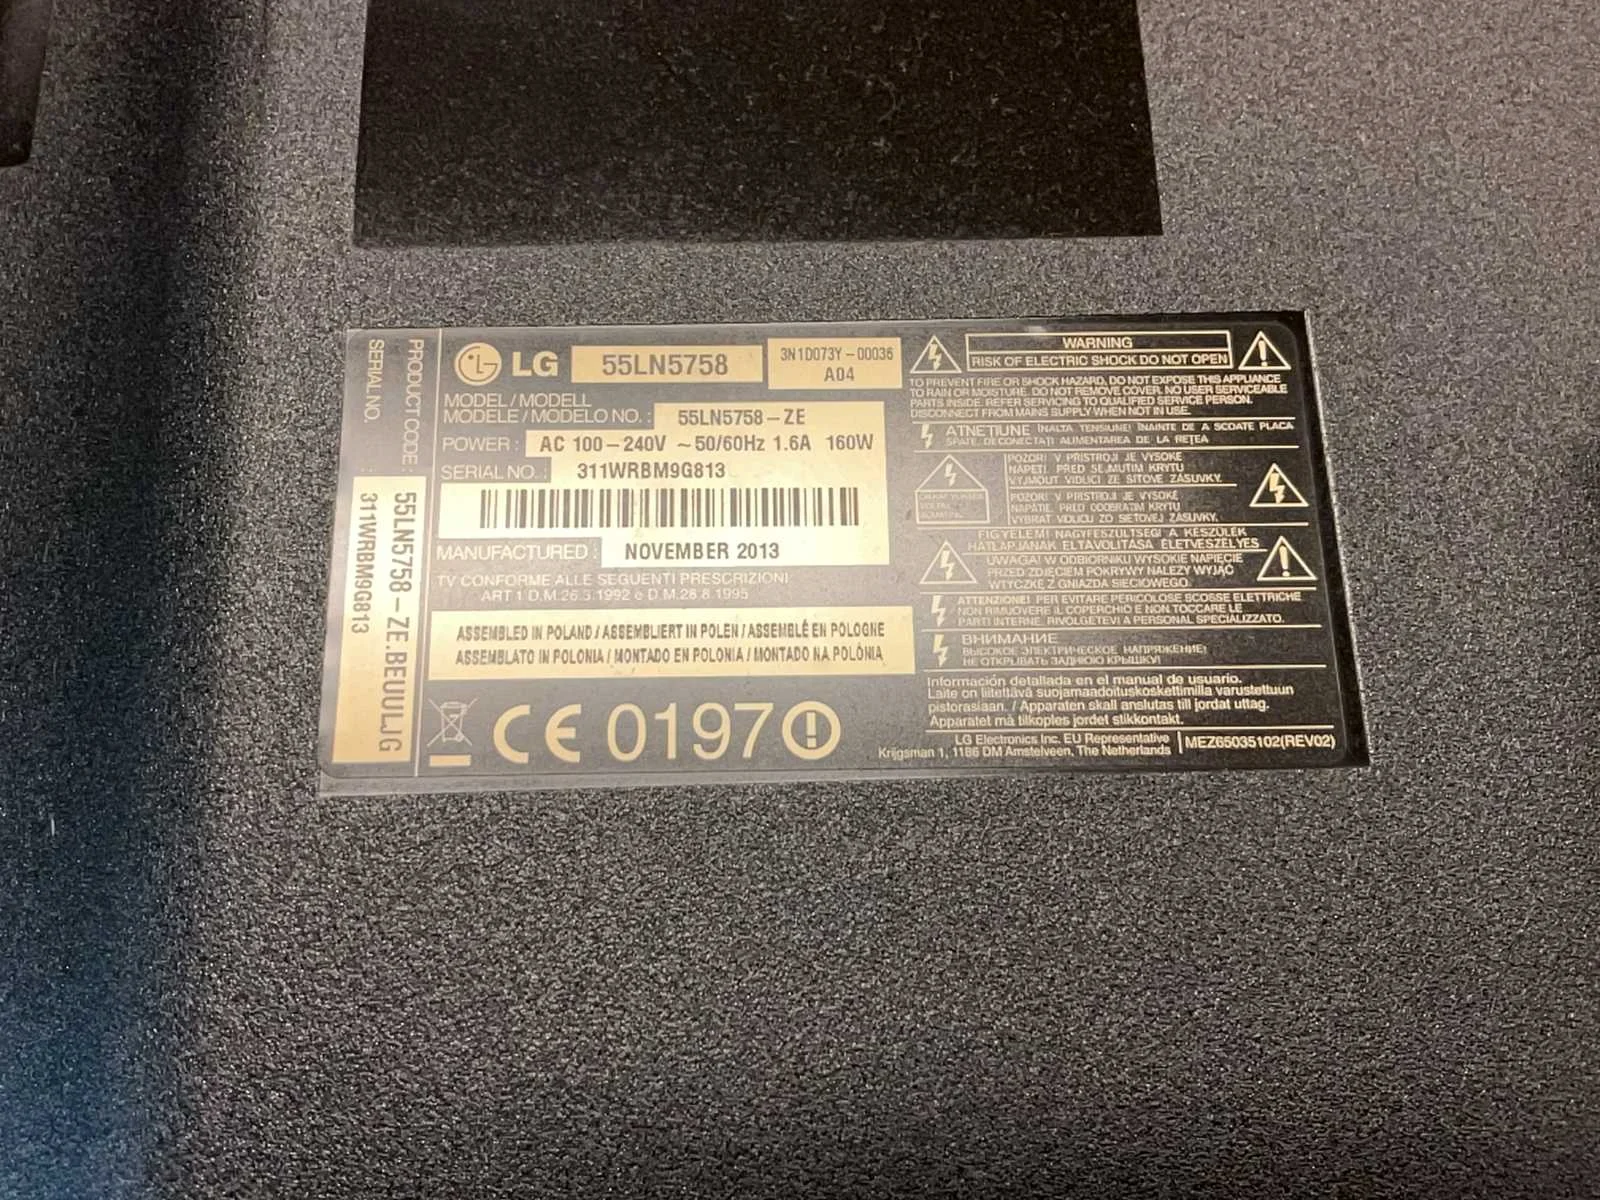 PRODUCT CODE :
SERIAL NO. :
55LN5758-ZE.BEUULJG
311WRBM9G813
LG 55LN5758
3N1D073Y-00036
A04
MODEL / MODELL
MODELE / MODELO NO. : 55LN5758-ZE
POWER : AC 100-240V ~50/60Hz 1.6A 160W
SERIAL NO. : 311WRBM9G813
MANUFACTURED : NOVEMBER 2013
TV CONFORME ALLE SEGUENTI PRESCRIZIONI
ART 1 D.M.26.3.1992 e D.M.28.8.1995
ASSEMBLED IN POLAND / ASSEMBLIERT IN POLEN / ASSEMBLÉ EN POLOGNE
ASSEMBLATO IN POLONIA / MONTADO EN POLONIA / MONTADO NA POLÓNIA
CE 0197
WARNING
RISK OF ELECTRIC SHOCK DO NOT OPEN
TO PREVENT FIRE OR SHOCK HAZARD, DO NOT EXPOSE THIS APPLIANCE
TO RAIN OR MOISTURE. DO NOT REMOVE COVER. NO USER SERVICEABLE
PARTS INSIDE. REFER SERVICING TO QUALIFIED SERVICE PERSON.
DISCONNECT FROM MAINS SUPPLY WHEN NOT IN USE.
ATNEŢIUNE ÎNALTA TENSIUNE! ÎNAINTE DE A SCOATE PLACA
SPATE, DECONECTAŢI ALIMENTAREA DE LA REŢEA
POZOR! V PŘÍSTROJI JE VYSOKÉ
NAPĚTÍ. PŘED SEJMUTÍM KRYTU
VYJMOUT VIDLICI ZE SÍŤOVÉ ZÁSUVKY.
POZOR! V PRÍSTROJI JE VYSOKÉ
NAPÄTIE. PRED ODOBRATÍM KRYTU
VYBRAT VIDLICU ZO SIEŤOVEJ ZÁSUVKY.
FIGYELEM! NAGYFESZÜLTSÉG! A KÉSZÜLÉK
HÁTLAPJÁNAK ELTÁVOLÍTÁSA ÉLETVESZÉLYES
UWAGA! W ODBIORNIKU WYSOKIE NAPIĘCIE
PRZED ZDJĘCIEM POKRYWY NALEŻY WYJĄĆ
WTYCZKĘ Z GNIAZDA SIECIOWEGO.
ATTENZIONE! PER EVITARE PERICOLOSE SCOSSE ELETTRICHE
NON RIMUOVERE IL COPERCHIO E NON TOCCARE LE
PARTI INTERNE. RIVOLGETEVI A PERSONAL SPECIALIZZATO.
ВНИМАНИЕ
ВЫСОКОЕ ЭЛЕКТРИЧЕСКОЕ НАПРЯЖЕНИЕ!
НЕ ОТКРЫВАТЬ ЗАДНЮЮ КРЫШКУ!
Información detallada en el manual de usuario.
Laite on liitettävä suojamaadoituskoskettimilla varustettuun
pistorasiaan. / Apparaten skall anslutas till jordat uttag.
Apparatet må tilkoples jordet stikkontakt.
LG Electronics Inc. EU Representative
Krijgsman 1, 1186 DM Amstelveen, The Netherlands
MEZ65035102(REV02)